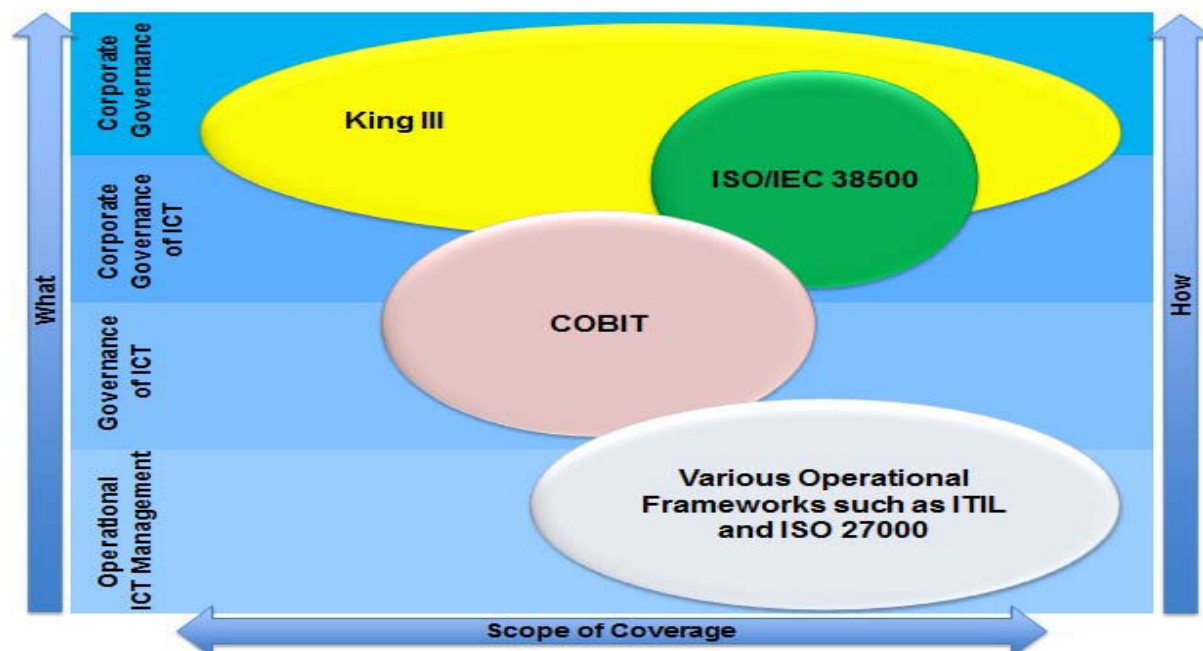 What
Corporate
Governance
Corporate
Governance
of ICT
Governance
of ICT
Operational
ICT Management
King III
ISO/IEC 38500
COBIT
Various Operational
Frameworks such as ITIL
and ISO 27000
How
Scope of Coverage